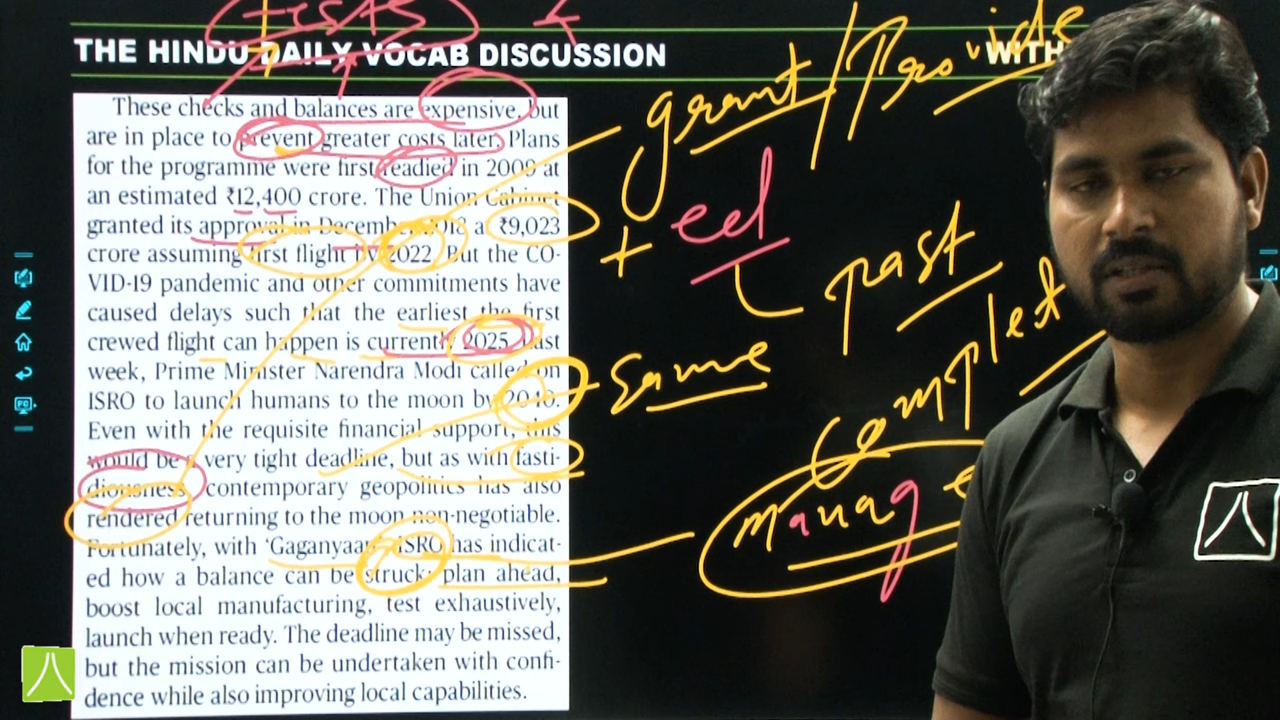 tests
THE HINDU DAILY VOCAB DISCUSSION
WITH
These checks and balances are expensive, but
are in place to prevent greater costs later. Plans
for the programme were first readied in 2009 at
an estimated ₹12,400 crore. The Union Cabinet
granted its approval in December 2018 at ₹9,023
crore assuming first flight by 2022. But the CO-
VID-19 pandemic and other commitments have
caused delays such that the earliest the first
crewed flight can happen is currently 2025. Last
week, Prime Minister Narendra Modi called on
ISRO to launch humans to the moon by 2040.
Even with the requisite financial support, this
would be a very tight deadline, but as with fasti-
diousness, contemporary geopolitics has also
rendered returning to the moon non-negotiable.
Fortunately, with ‘Gaganyaan’, ISRO has indicat-
ed how a balance can be struck: plan ahead,
boost local manufacturing, test exhaustively,
launch when ready. The deadline may be missed,
but the mission can be undertaken with confi-
dence while also improving local capabilities.
grant/Provide
+ ed
past
Same
Complet
manage